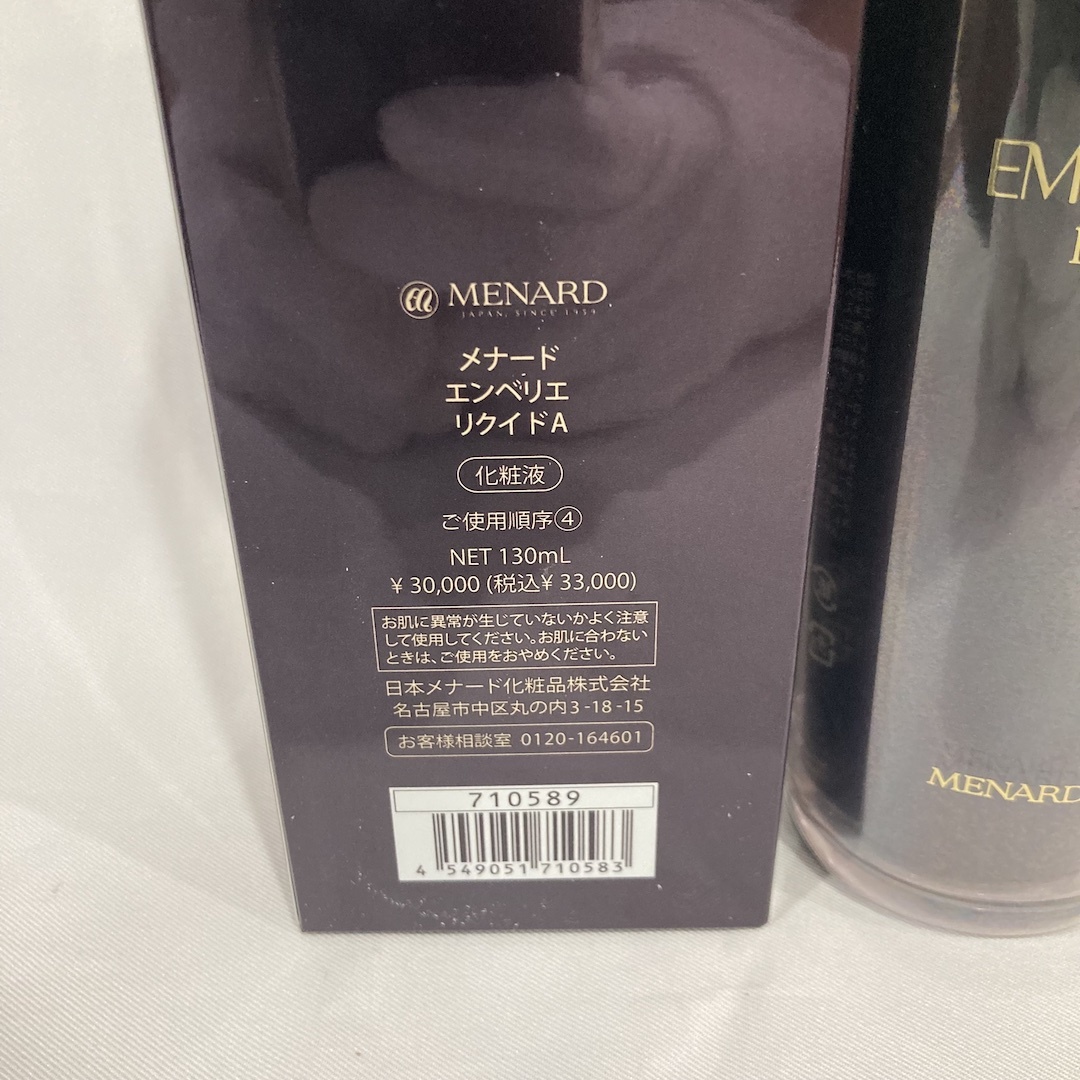 MENARD
JAPAN, SINCE 1959
メナード
エンベリエ
リクイドA
化粧液
ご使用順序④
NET 130mL
¥ 30,000 (税込¥ 33,000)
お肌に異常が生じていないかよく注意
して使用してください。お肌に合わない
ときは、ご使用をおやめください。
日本メナード化粧品株式会社
名古屋市中区丸の内3-18-15
お客様相談室 0120-164601
710589
4 549051 710583
EM
MENARD